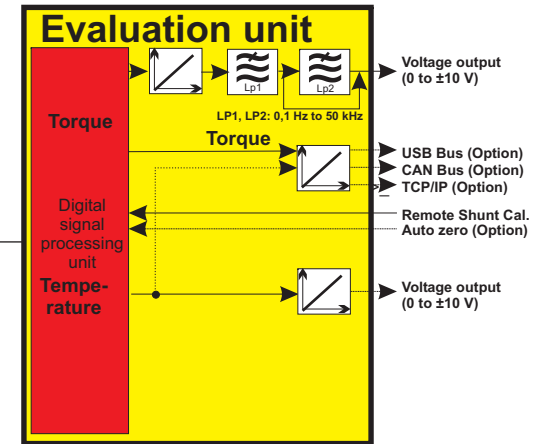 Evaluation unit
Lp1
Lp2
Voltage output
(0 to ±10 V)
LP1, LP2: 0,1 Hz to 50 kHz
Torque
Torque
USB Bus (Option)
CAN Bus (Option)
TCP/IP (Option)
Digital
signal
processing
unit
Remote Shunt Cal.
Auto zero (Option)
Tempe-
rature
Voltage output
(0 to ±10 V)